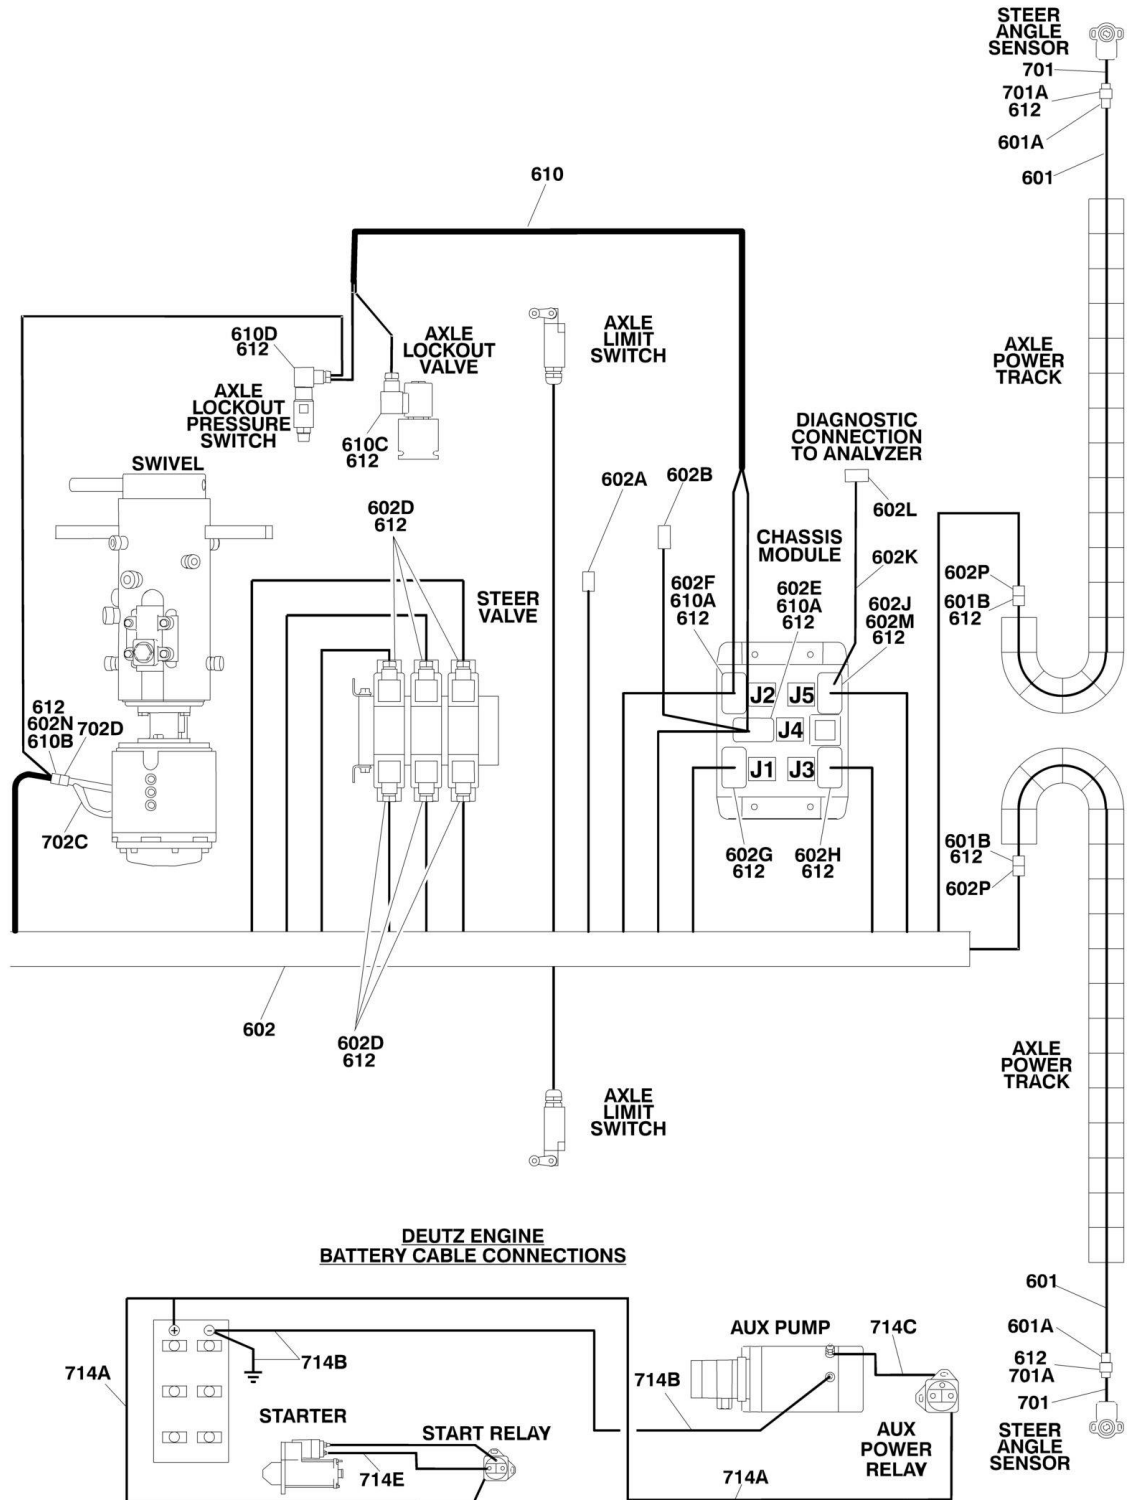 STEER
ANGLE
SENSOR
701
701A
612
601A
601
610
610D
612
AXLE
LOCKOUT
VALVE
AXLE
LIMIT
SWITCH
AXLE
POWER
TRACK
AXLE
LOCKOUT
PRESSURE
SWITCH
610C
612
DIAGNOSTIC
CONNECTION
TO ANALYZER
SWIVEL
602A
602B
602L
602D
612
CHASSIS
MODULE
602K
602F
610A
612
602E
610A
612
602J
602M
612
602P
601B
612
STEER
VALVE
J2
J5
J4
J1
J3
612
602N
610B
702D
702C
602G
612
602H
612
601B
612
602P
602
602D
612
AXLE
POWER
TRACK
AXLE
LIMIT
SWITCH
DEUTZ ENGINE
BATTERY CABLE CONNECTIONS
601
601A
612
701A
701
STEER
ANGLE
SENSOR
+
-
714A
714B
AUX PUMP
714C
714B
STARTER
START RELAY
714E
AUX
POWER
RELAY
714A